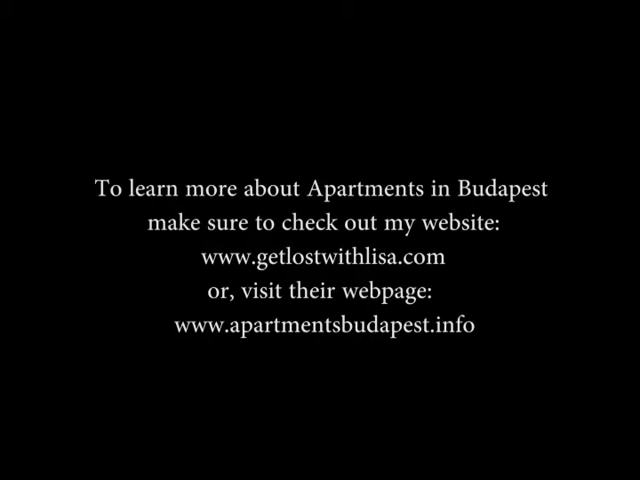 To learn more about Apartments in Budapest
make sure to check out my website:
www.getlostwithlisa.com
or, visit their webpage:
www.apartmentsbudapest.info